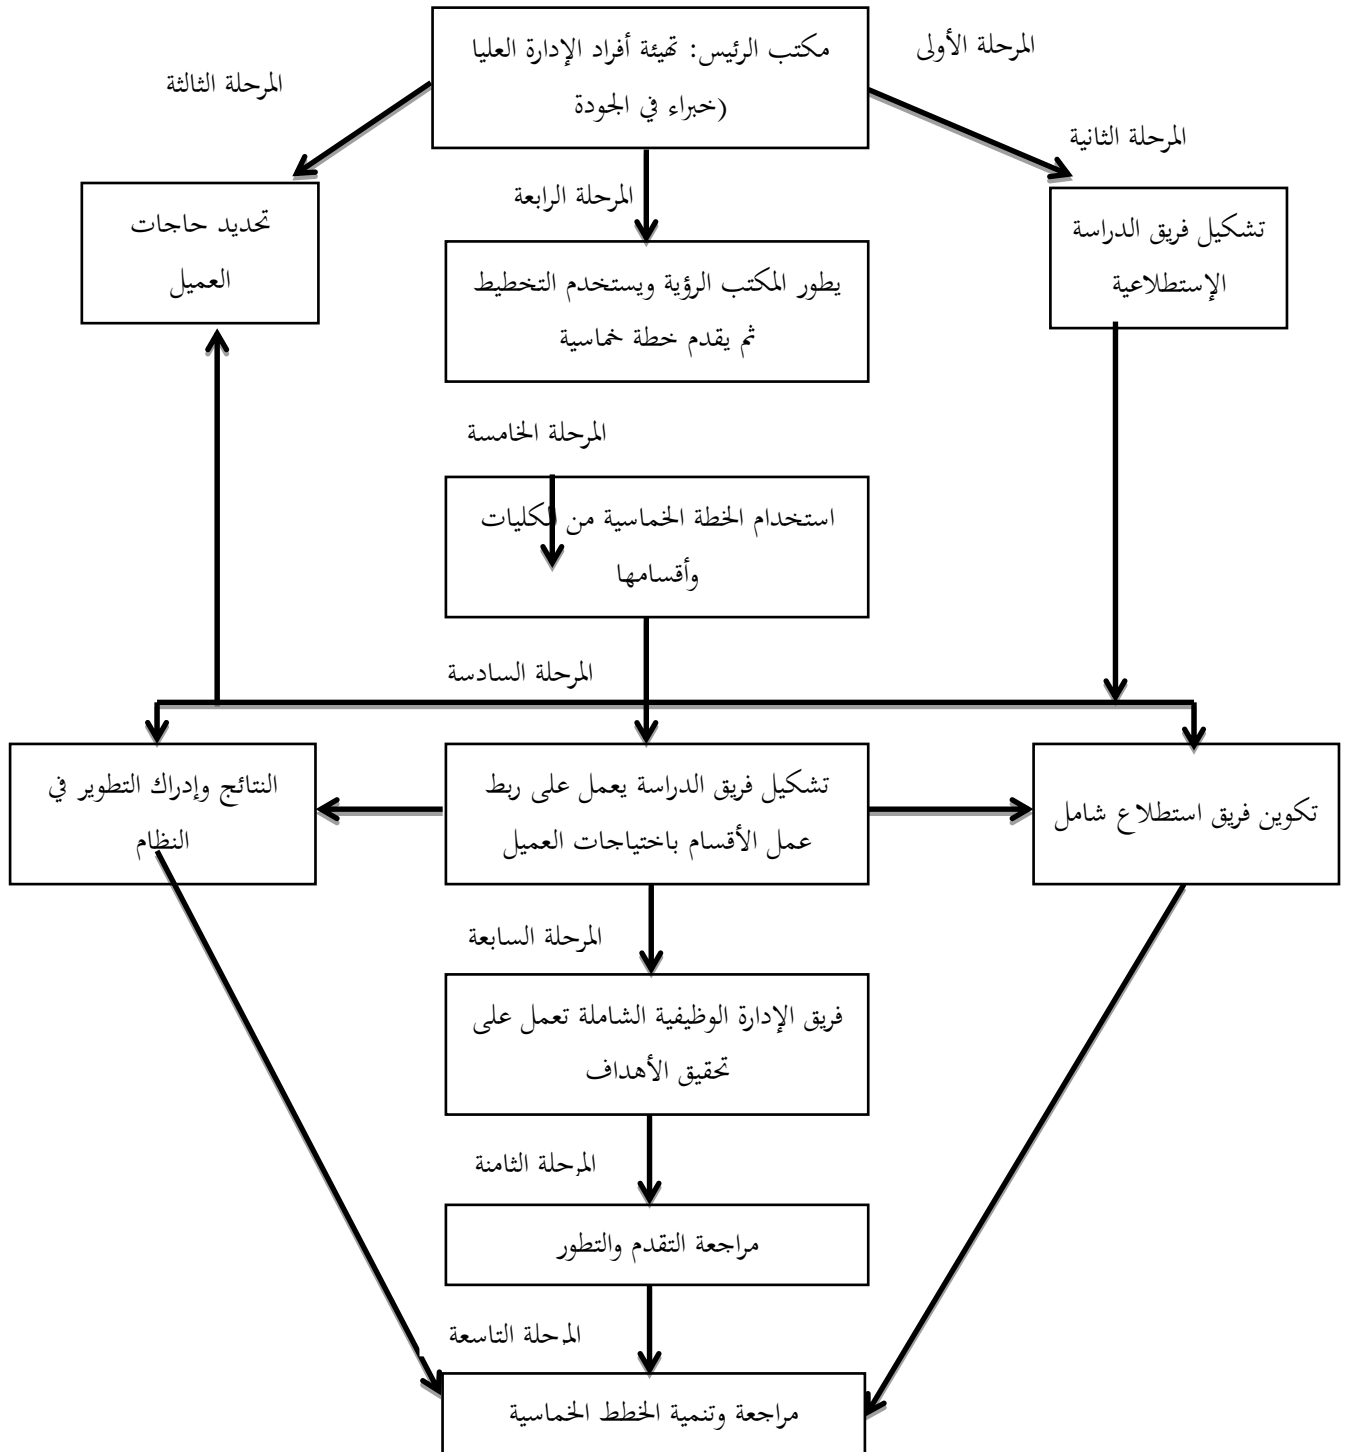 المرحلة الأولى
مكتب الرئيس: تهيئة أفراد الإدارة العليا
(خبراء في الجودة
المرحلة الثالثة
المرحلة الثانية
المرحلة الرابعة
تشكيل فريق الدراسة
الإستطلاعية
يطور المكتب الرؤية ويستخدم التخطيط
ثم يقدم خطة خماسية
تحديد حاجات
العميل
المرحلة الخامسة
استخدام الخطة الخماسية من الكليات
وأقسامها
المرحلة السادسة
تكوين فريق استطلاع شامل
تشكيل فريق الدراسة يعمل على ربط
عمل الأقسام باختياجات العميل
النتائج وإدراك التطوير في
النظام
المرحلة السابعة
فريق الإدارة الوظيفية الشاملة تعمل على
تحقيق الأهداف
المرحلة الثامنة
مراجعة التقدم والتطور
المرحلة التاسعة
مراجعة وتنمية الخطط الخماسية